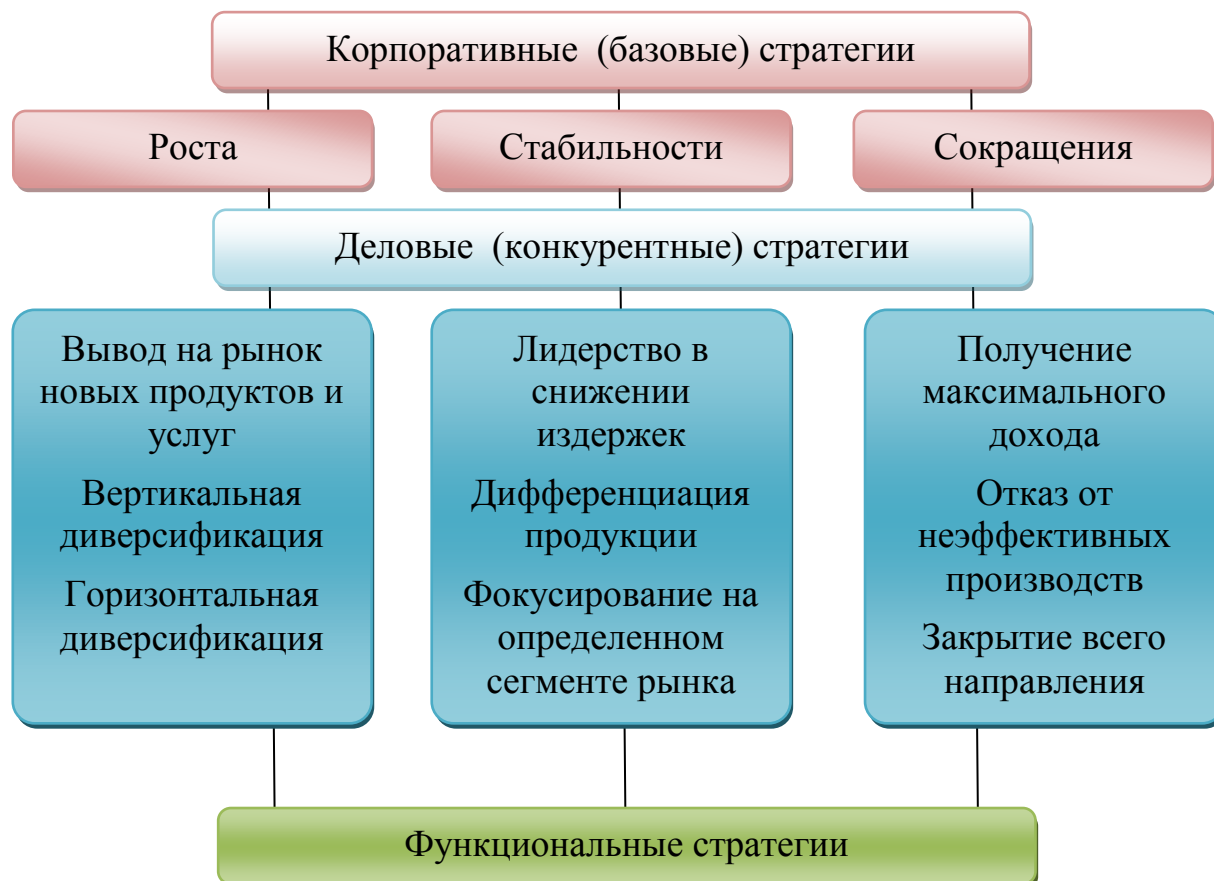 Корпоративные (базовые) стратегии
Роста
Стабильности
Сокращения
Деловые (конкурентные) стратегии
Вывод на рынок
новых продуктов и
услуг
Вертикальная
диверсификация
Горизонтальная
диверсификация
Лидерство в
снижении
издержек
Дифференциация
продукции
Фокусирование на
определенном
сегменте рынка
Получение
максимального
дохода
Отказ от
неэффективных
производств
Закрытие всего
направления
Функциональные стратегии